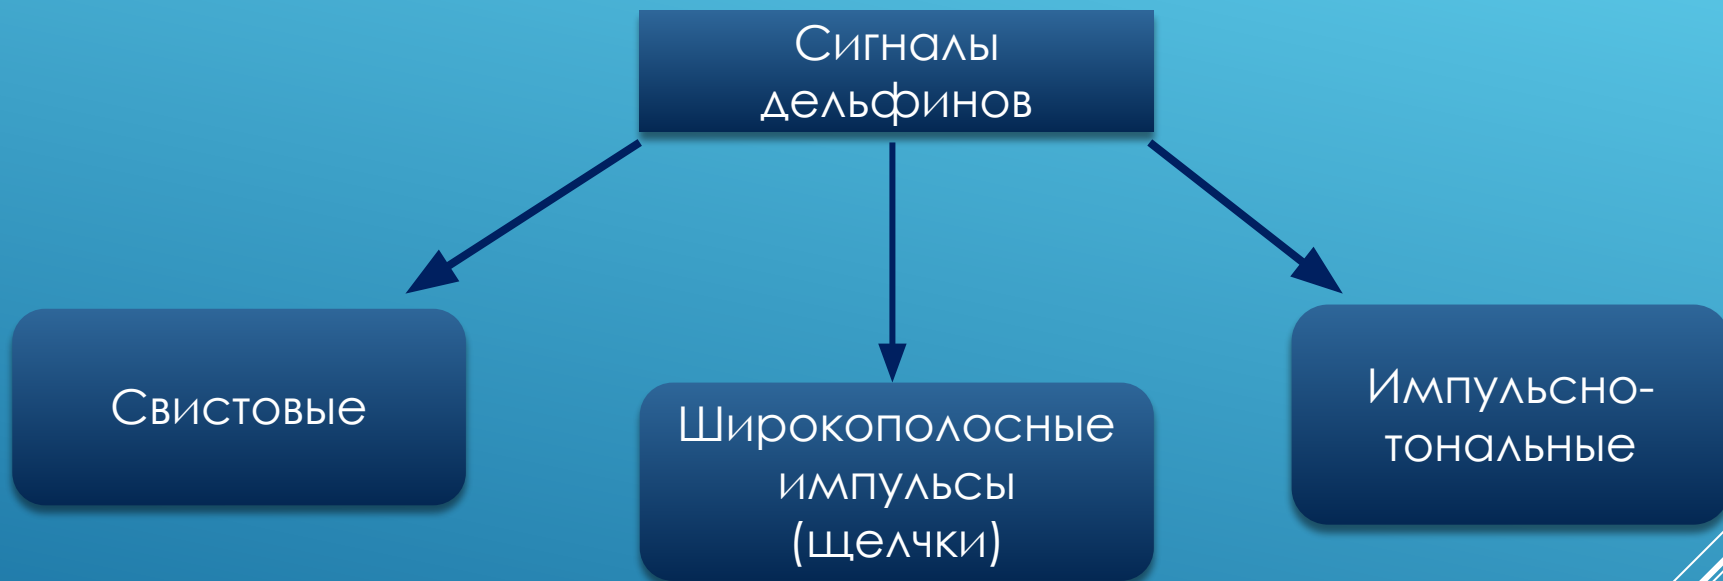 Сигналы
дельфинов
Свистовые
Широкополосные
импульсы
(щелчки)
Импульсно-
тональные